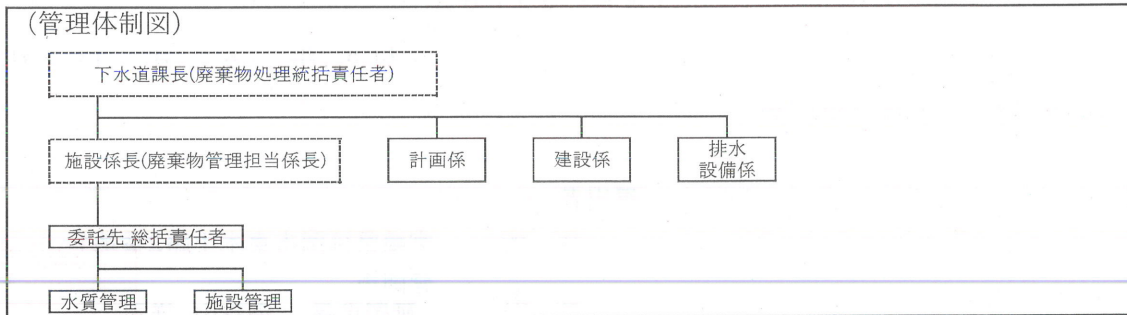 (管理体制図)
下水道課長(廃棄物処理統括責任者)
施設係長(廃棄物管理担当係長)
計画係
建設係
排水
設備係
委託先 総括責任者
水質管理
施設管理